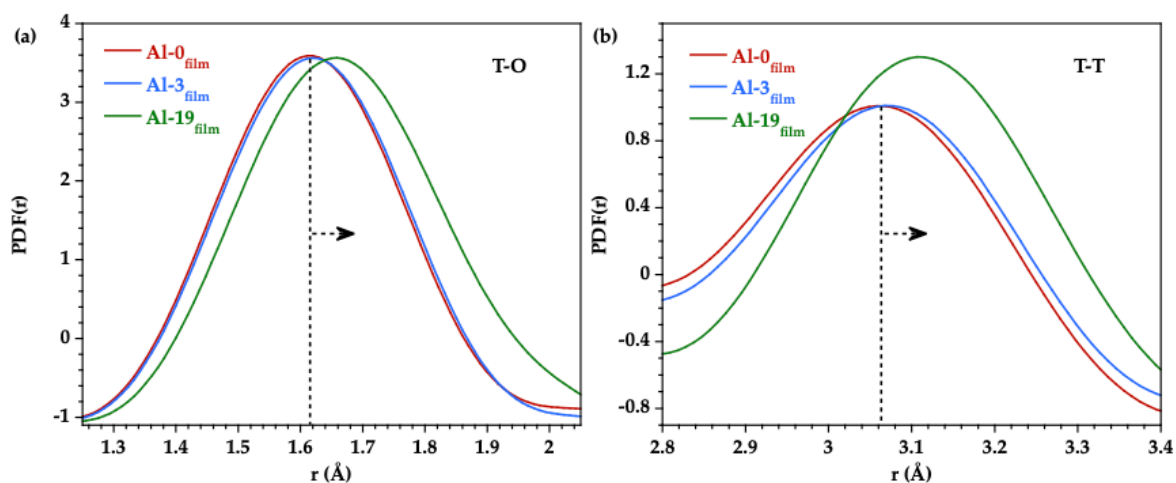 (a)
Al-0film
Al-3film
Al-19film
T-O
PDF(r)
4
3
2
1
0
-1
1.3 1.4 1.5 1.6 1.7 1.8 1.9 2
r (Å)
(b)
Al-0film
Al-3film
Al-19film
T-T
PDF(r)
1.2
0.8
0.4
0
-0.4
-0.8
2.8 2.9 3 3.1 3.2 3.3 3.4
r (Å)